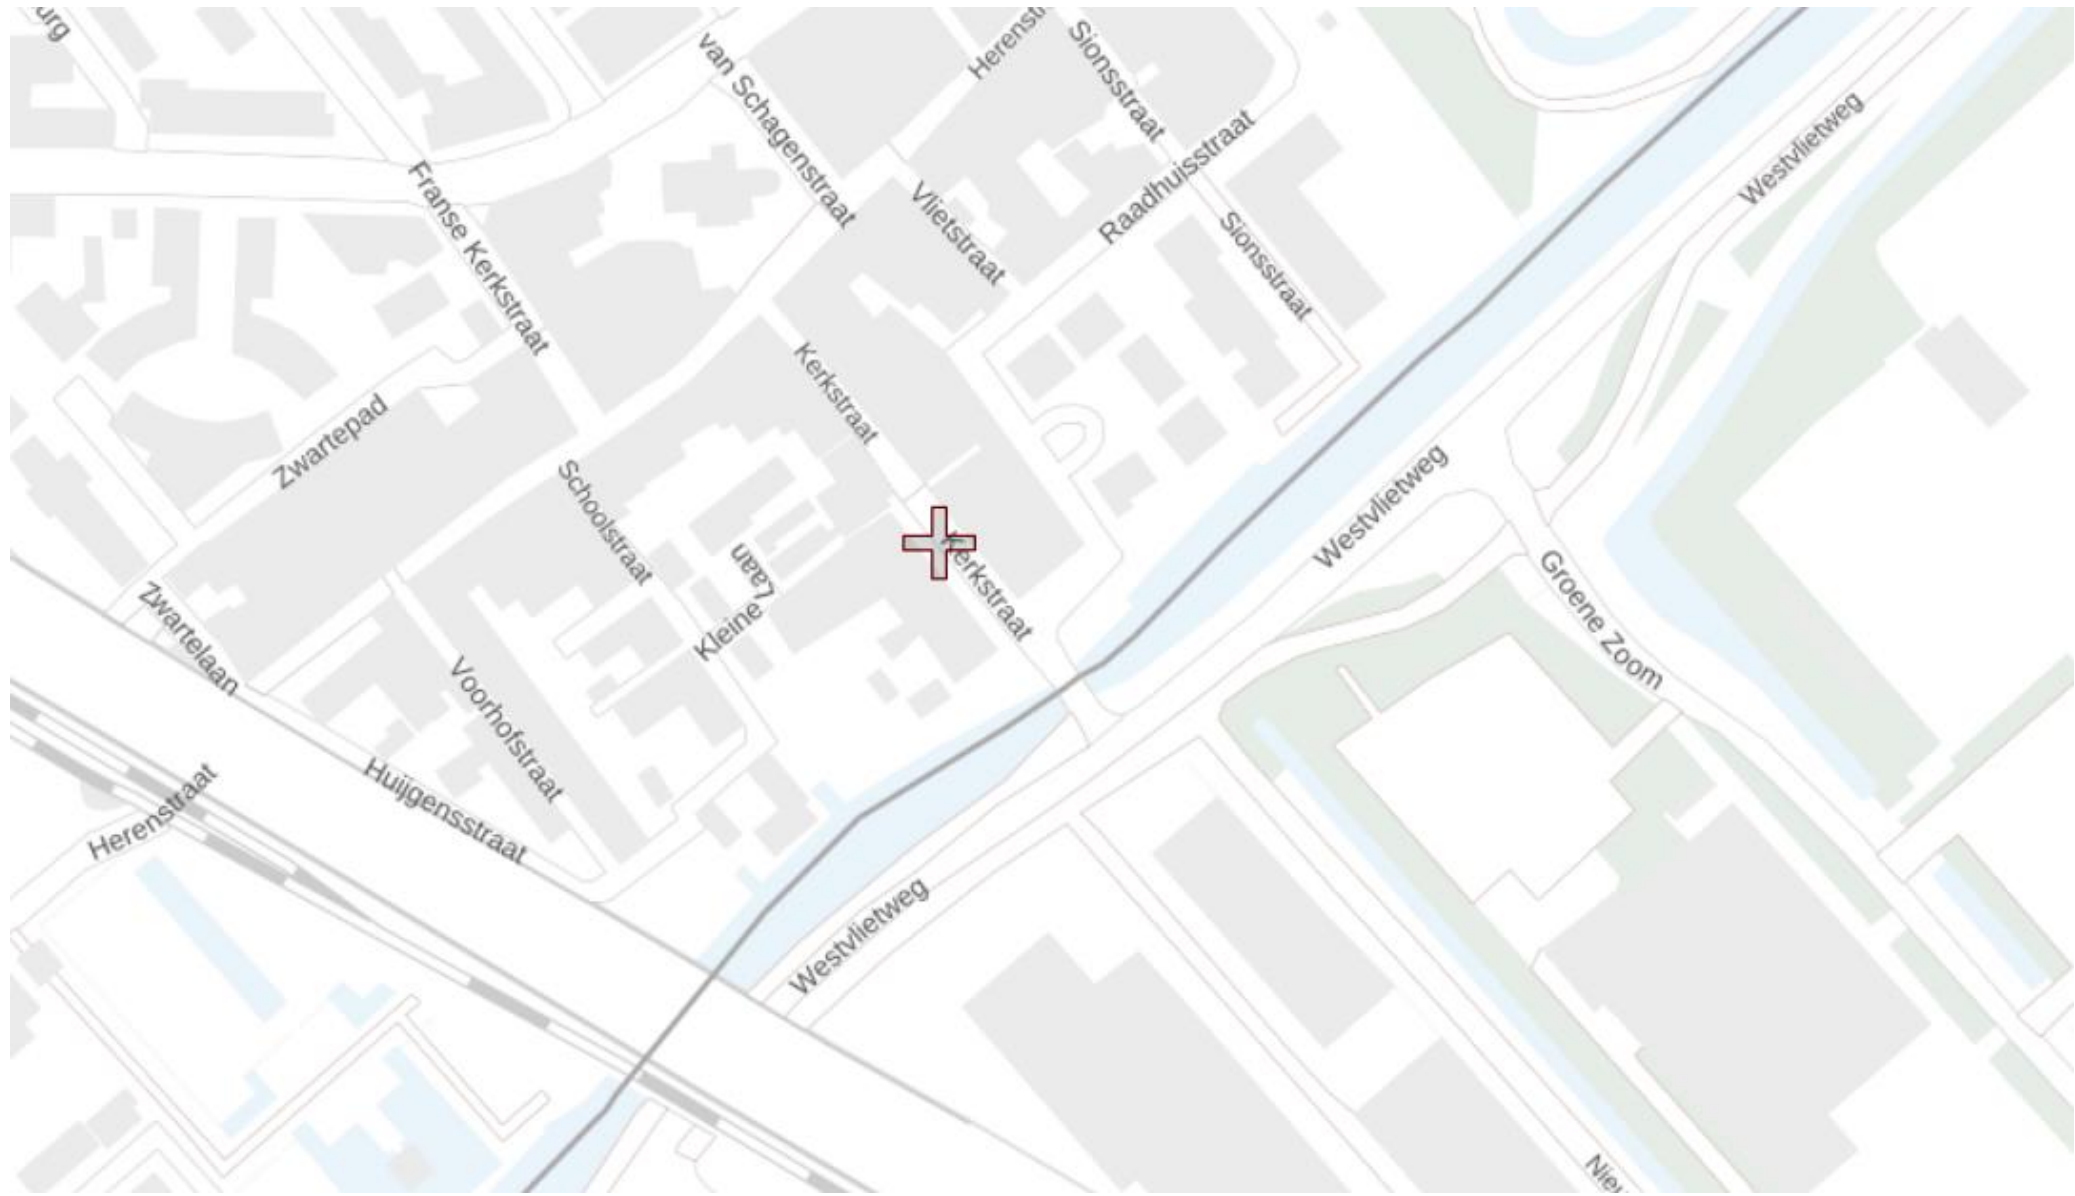 van Schagenstraat
Sionsstraat
Westvlietweg
Raadhuisstraat
Franse Kerkstraat
Vlietstraat
Sionsstraat
Kerkstraat
Zwartepad
Schoolstraat
Westvlietweg
Kleine Laan
Kerkstraat
Groene Zoom
Zwartelaan
Voorhofstraat
Huijgensstraat
Herenstraat
Westvlietweg